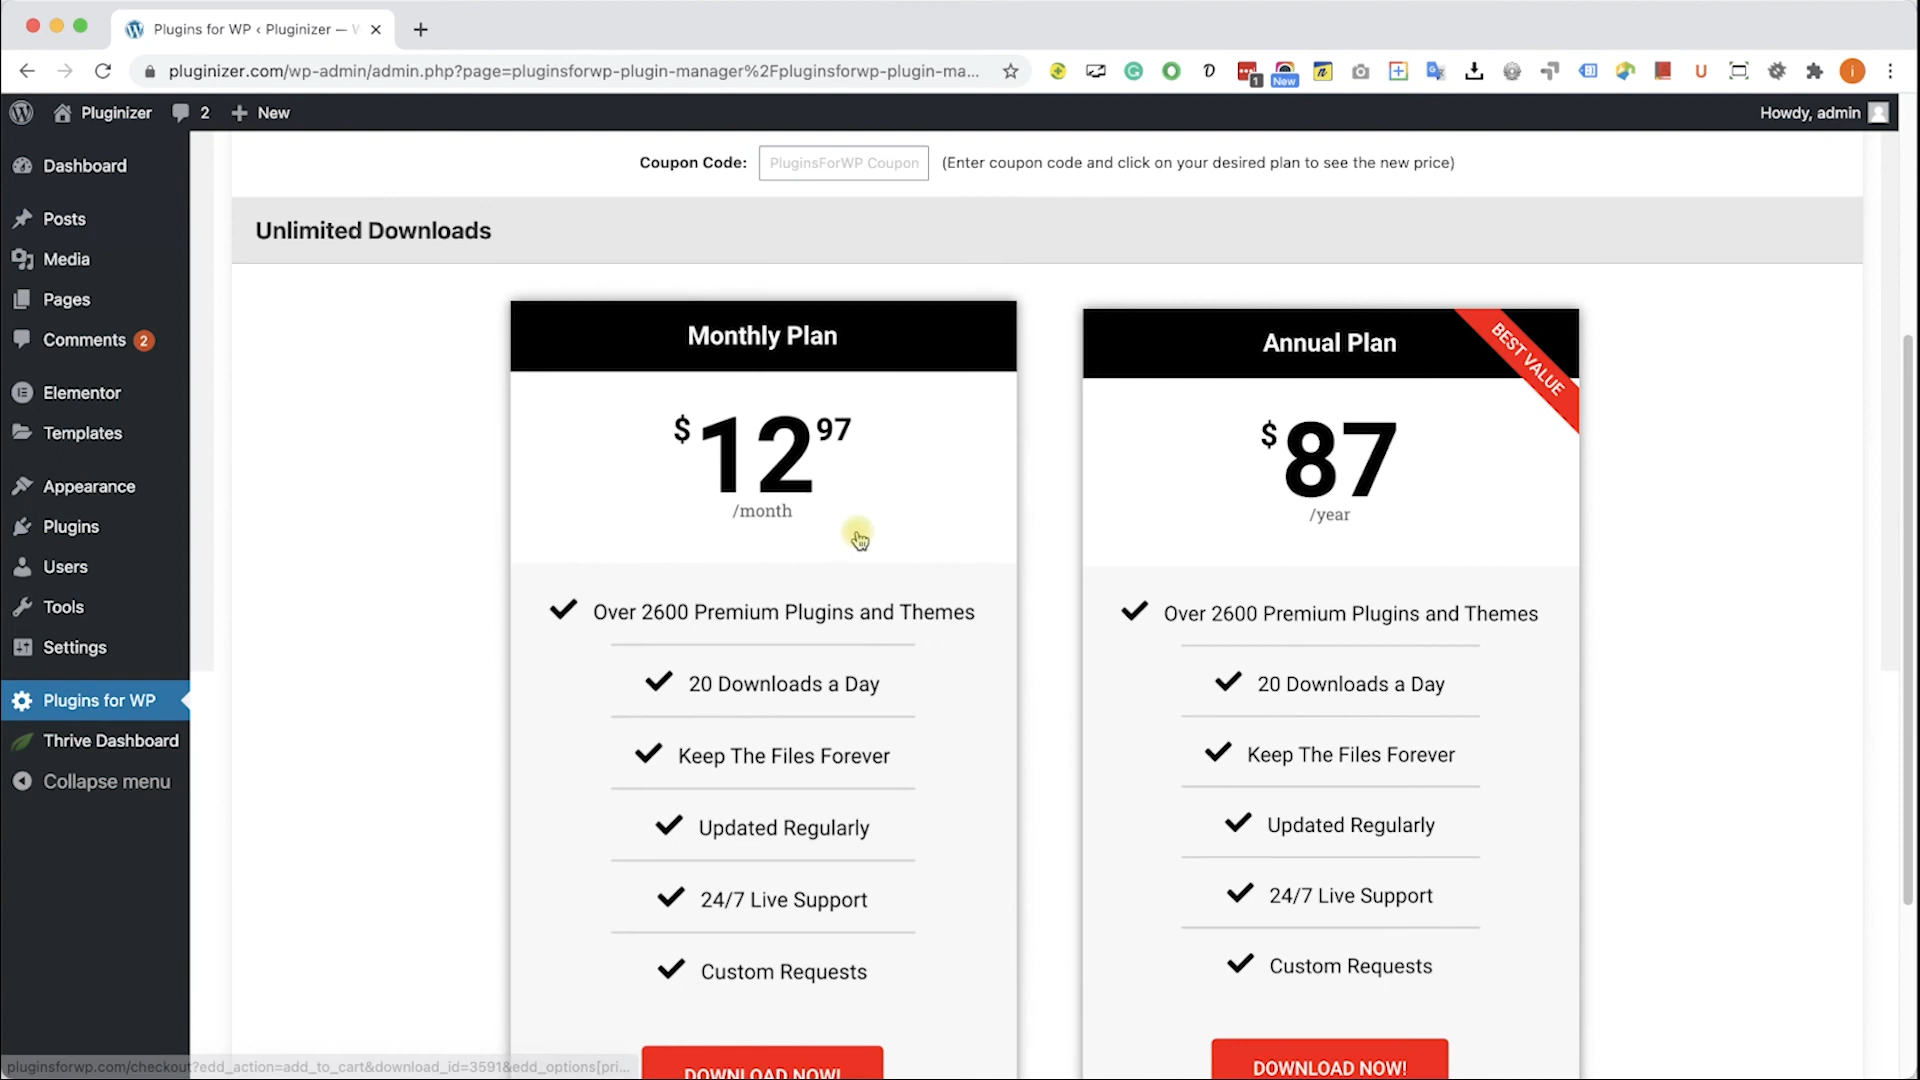 Plugins for WP ‹ Pluginizer —
pluginizer.com/wp-admin/admin.php?page=pluginsforwp-plugin-manager%2Fpluginsforwp-plugin-ma...
1
New
i
Pluginizer
2
New
Howdy, admin
Dashboard
Posts
Media
Pages
Comments 2
Elementor
Templates
Appearance
Plugins
Users
Tools
Settings
Plugins for WP
Thrive Dashboard
Collapse menu
Coupon Code: PluginsForWP Coupon (Enter coupon code and click on your desired plan to see the new price)
Unlimited Downloads
Monthly Plan
$12 97
/month
Over 2600 Premium Plugins and Themes
20 Downloads a Day
Keep The Files Forever
Updated Regularly
24/7 Live Support
Custom Requests
DOWNLOAD NOW!
Annual Plan
BEST VALUE
$87
/year
Over 2600 Premium Plugins and Themes
20 Downloads a Day
Keep The Files Forever
Updated Regularly
24/7 Live Support
Custom Requests
DOWNLOAD NOW!
pluginsforwp.com/checkout?edd_action=add_to_cart&download_id=3591&edd_options[pri...